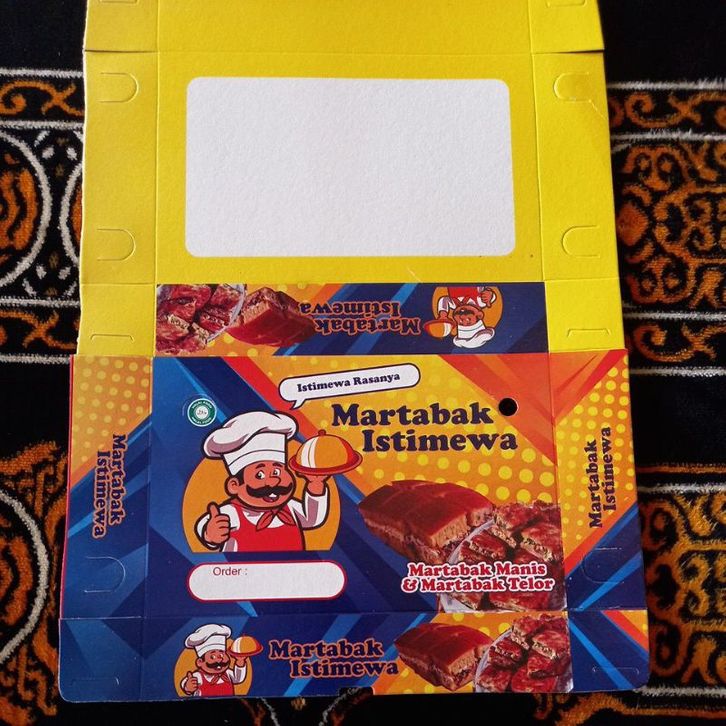 Martabak
Istimewa
Istimewa Rasanya
Martabak
Istimewa
Martabak
Istimewa
Martabak
Istimewa
Order :
Martabak Manis
& Martabak Telor
Martabak
Istimewa